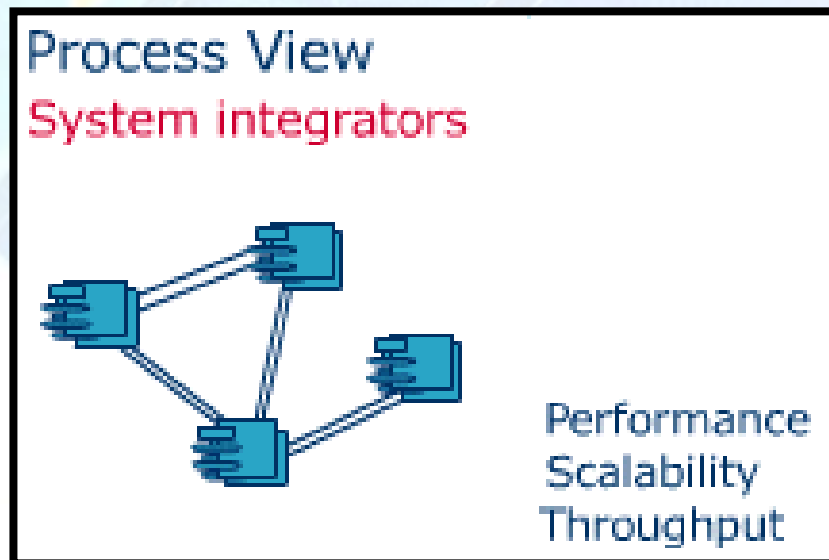 Process View
System integrators
Performance
Scalability
Throughput